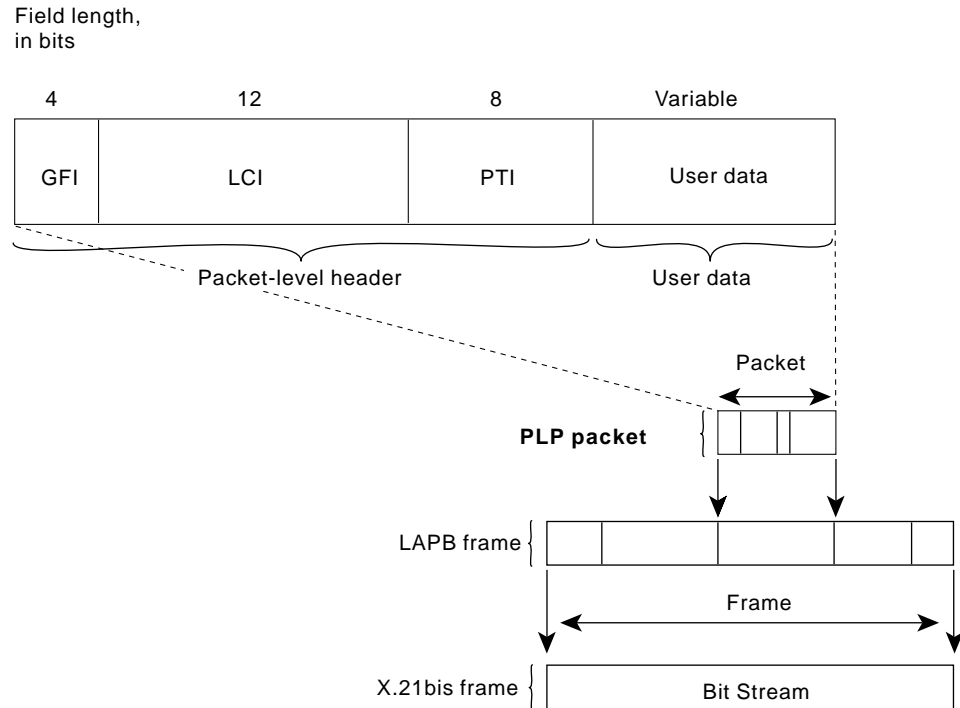 Field length,
in bits
4 12 8 Variable
GFI LCI PTI User data
Packet-level header User data
Packet
PLP packet
LAPB frame
Frame
X.21bis frame Bit Stream